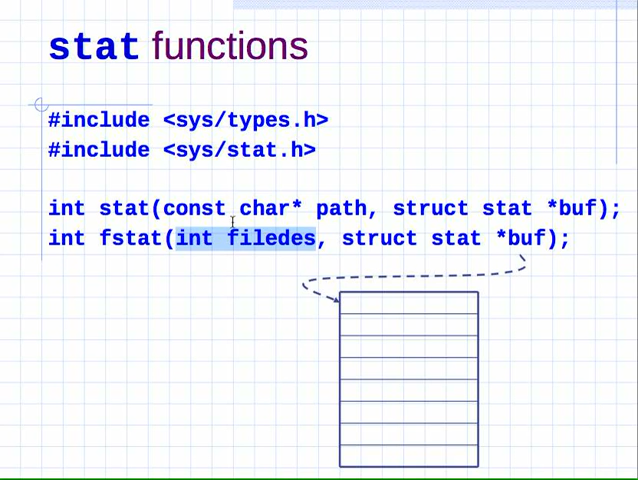 stat functions
#include <sys/types.h>
#include <sys/stat.h>
int stat(const char* path, struct stat *buf);
int fstat(int filedes, struct stat *buf);